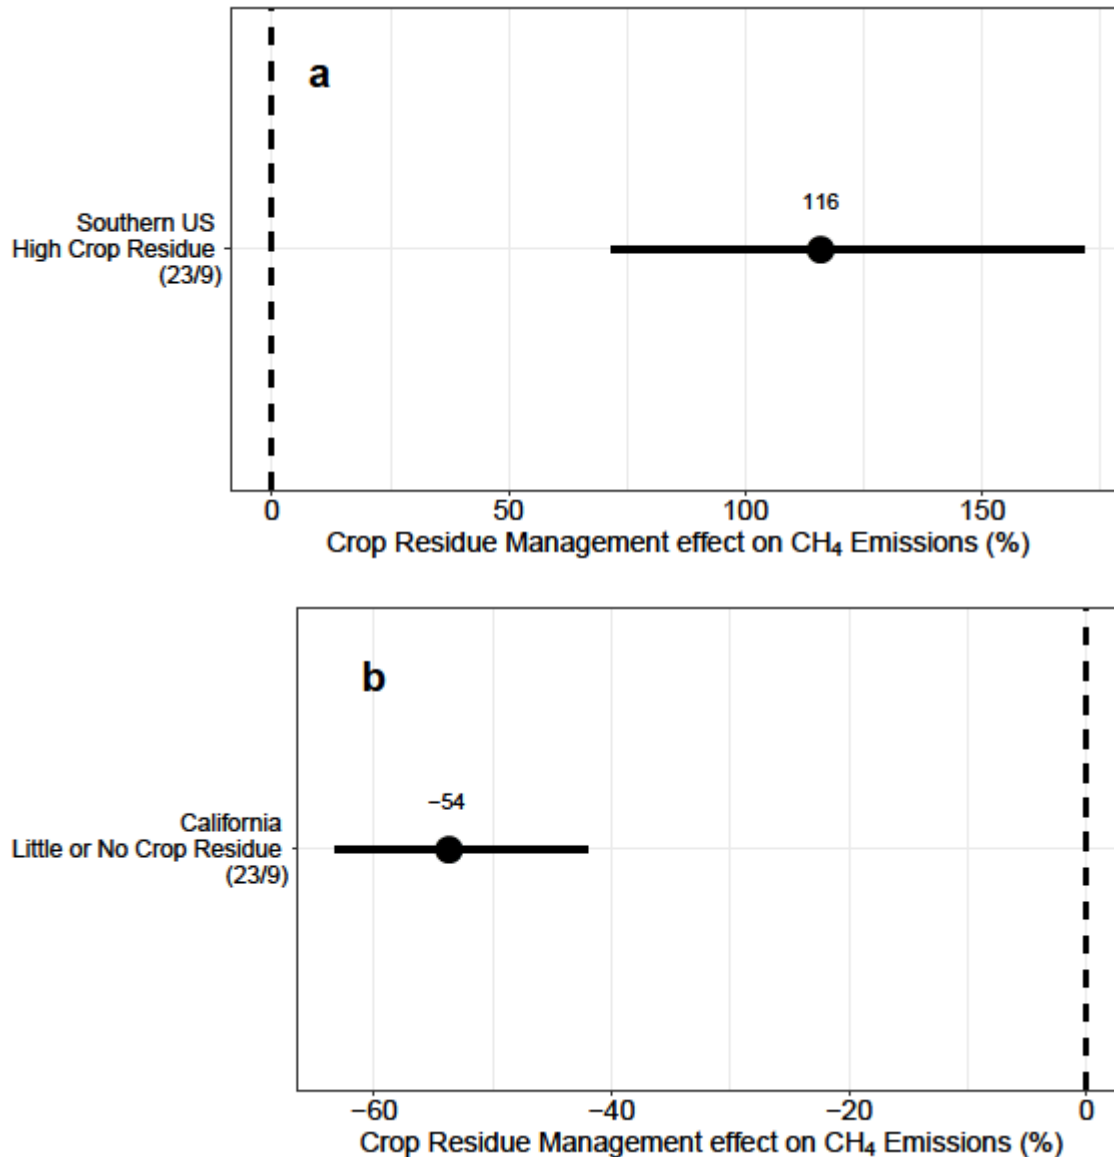 a
116
Southern US
High Crop Residue
(23/9)
0 50 100 150
Crop Residue Management effect on CH₄ Emissions (%)
b
−54
California
Little or No Crop Residue
(23/9)
−60 −40 −20 0
Crop Residue Management effect on CH₄ Emissions (%)